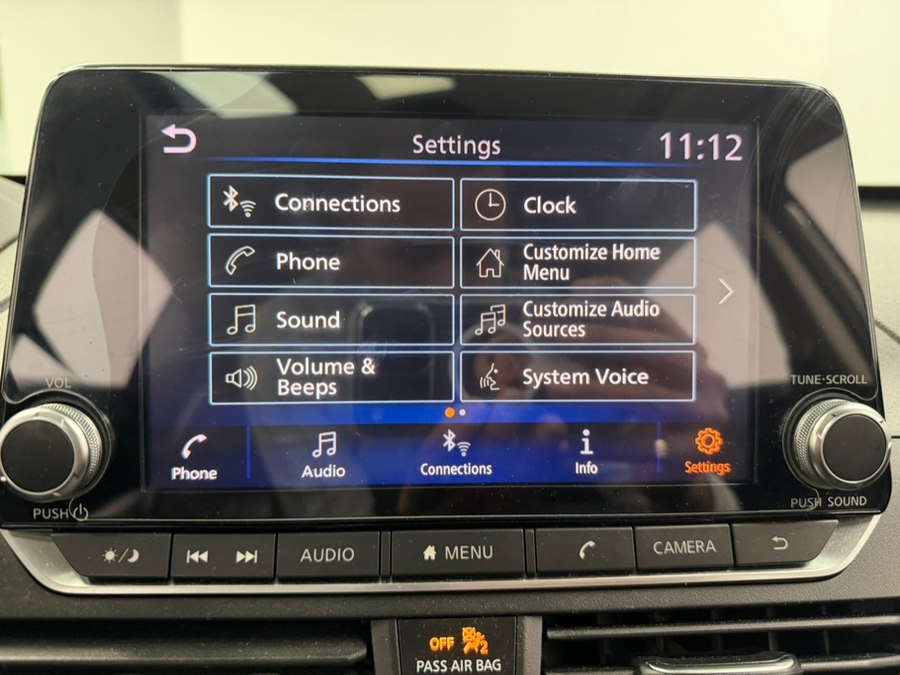 Settings
11:12
Connections
Clock
Phone
Customize Home
Menu
Sound
Customize Audio
Sources
Volume &
Beeps
System Voice
Phone
Audio
Connections
Info
Settings
VOL
TUNE·SCROLL
PUSH
PUSH SOUND
AUDIO
MENU
CAMERA
OFF
2
PASS AIR BAG